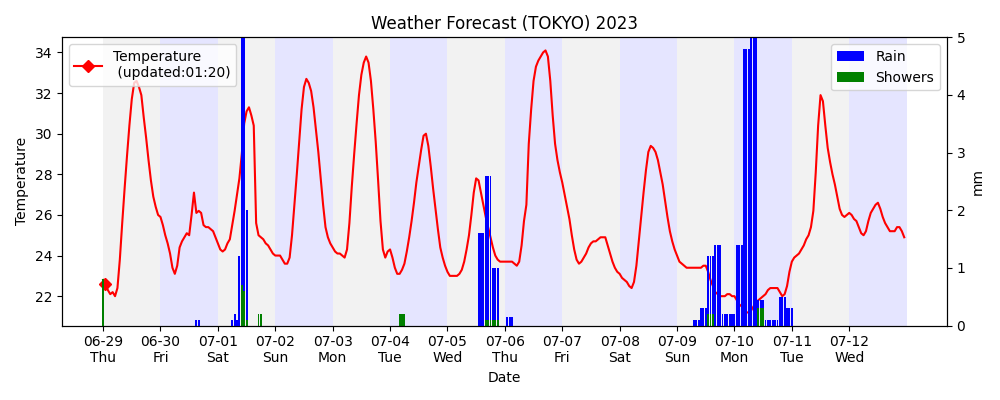 Weather Forecast (TOKYO) 2023
Temperature
(updated:01:20)
Rain
Showers
Temperature
34
32
30
28
26
24
22
5
4
3
2
1
0
mm
06-29 06-30 07-01 07-02 07-03 07-04 07-05 07-06 07-07 07-08 07-09 07-10 07-11 07-12
Thu Fri Sat Sun Mon Tue Wed Thu Fri Sat Sun Mon Tue Wed
Date